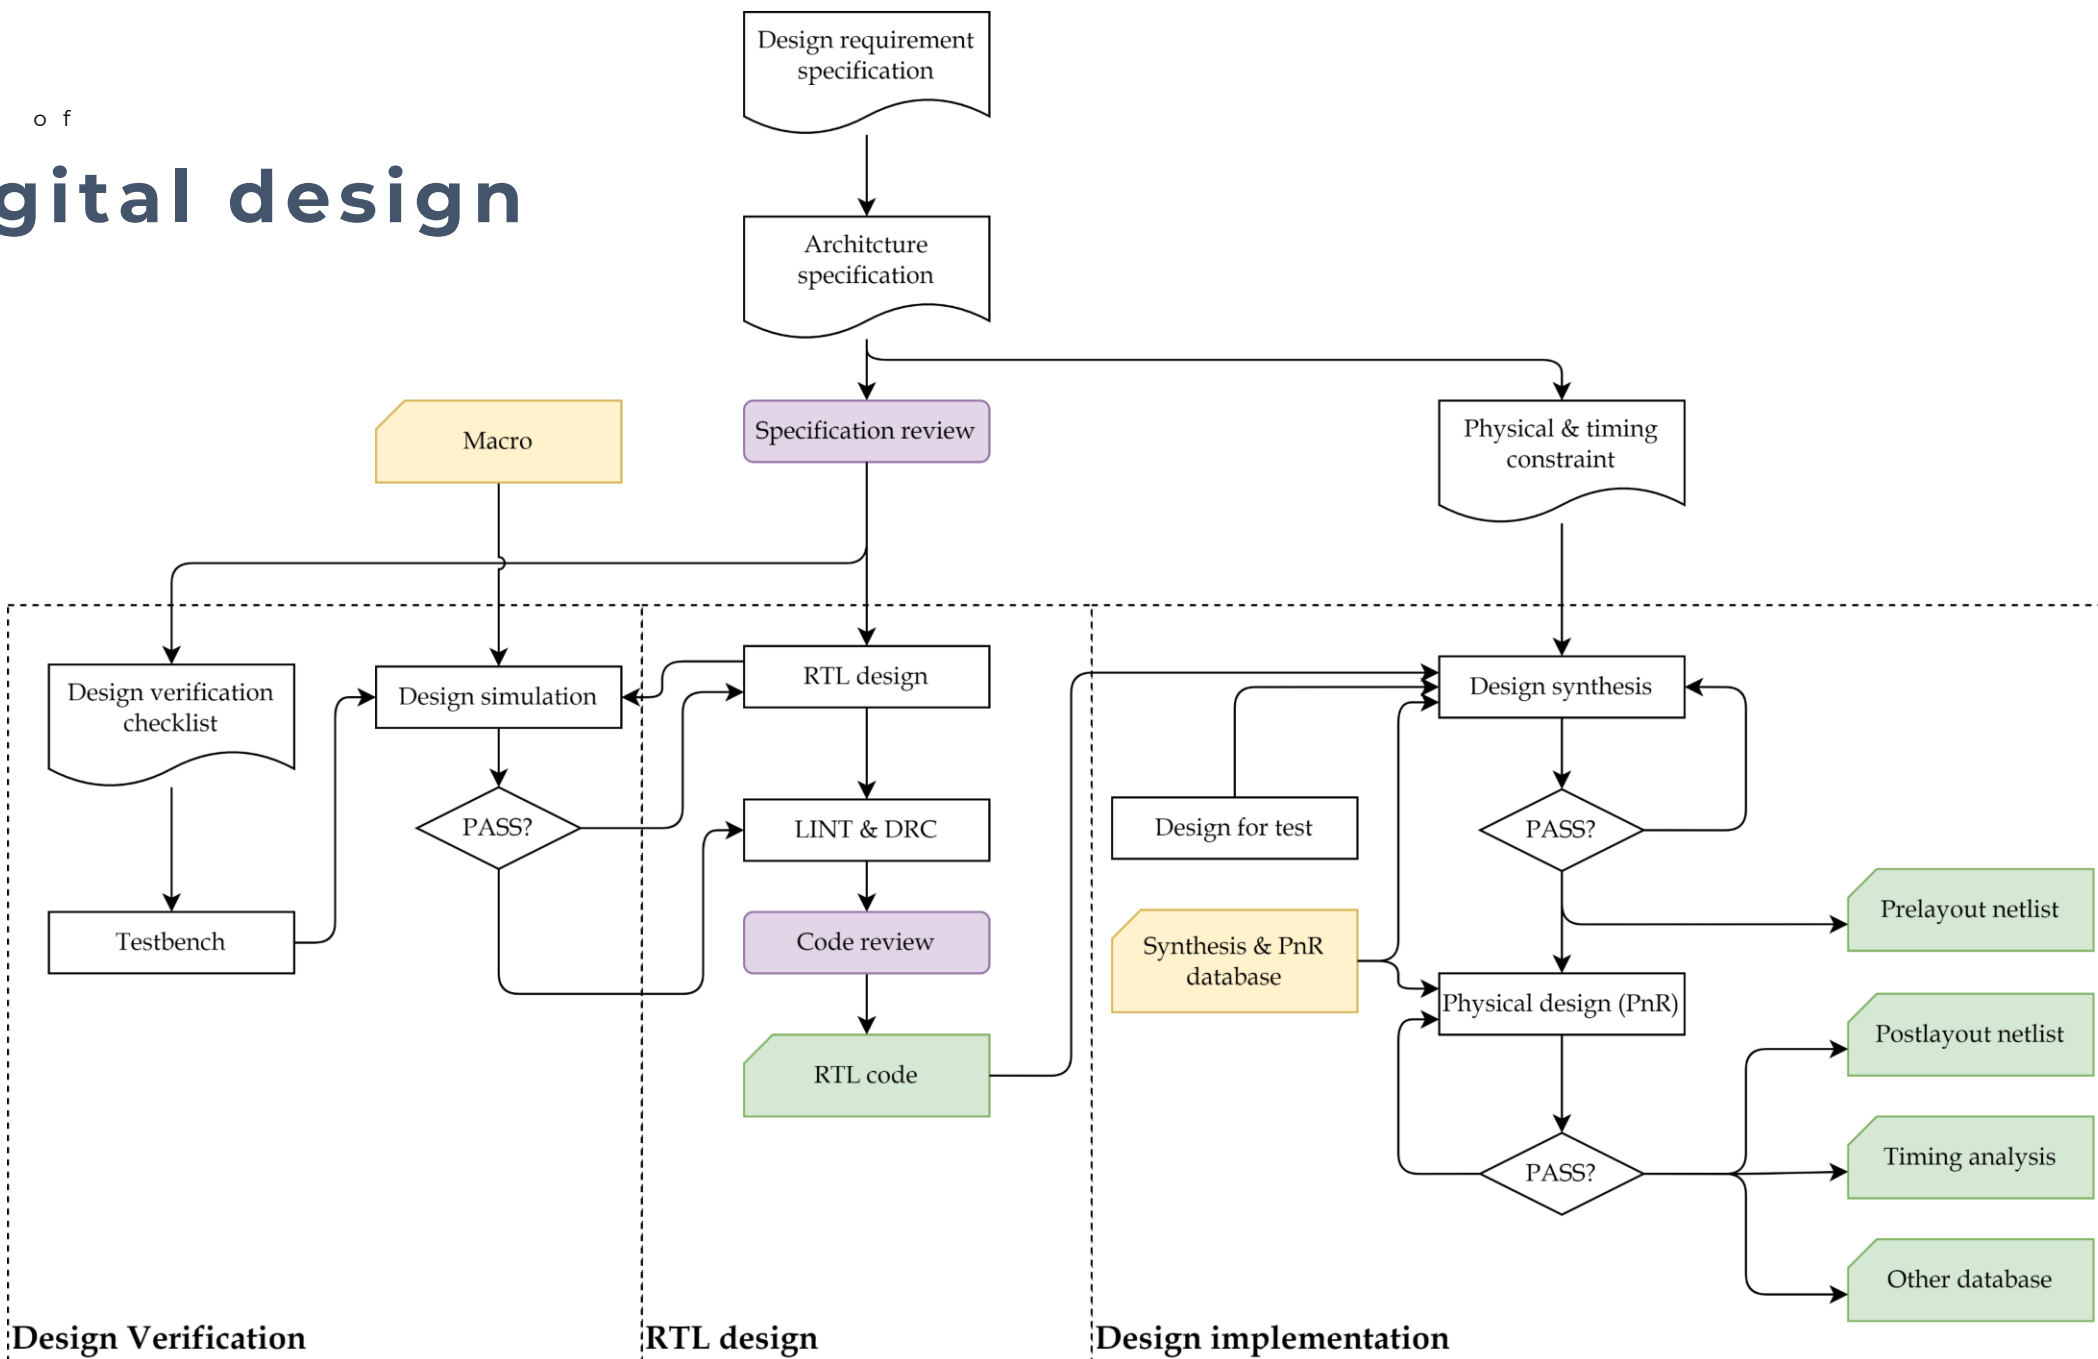 Design requirement
specification
of
gital design
Architcture
specification
Macro
Specification review
Physical & timing
constraint
Design verification
checklist
Design simulation
RTL design
Design synthesis
PASS?
LINT & DRC
Design for test
PASS?
Prelayout netlist
Testbench
Code review
Synthesis & PnR
database
Physical design (PnR)
Postlayout netlist
RTL code
PASS?
Timing analysis
Other database
Design Verification
RTL design
Design implementation